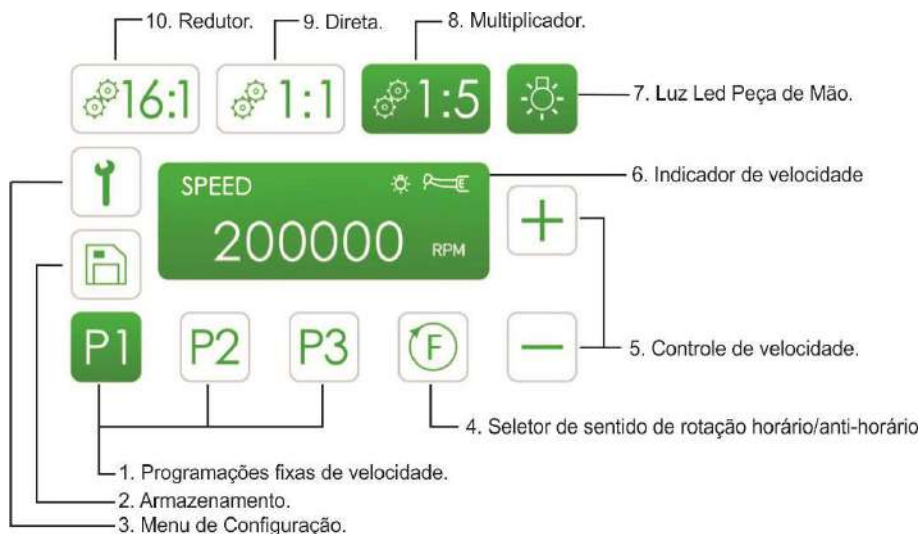 10. Redutor.
9. Direta.
8. Multiplicador.
16:1
1:1
1:5
7. Luz Led Peça de Mão.
SPEED
6. Indicador de velocidade
200000 RPM
P1
P2
P3
F
5. Controle de velocidade.
4. Seletor de sentido de rotação horário/anti-horário
1. Programações fixas de velocidade.
2. Armazenamento.
3. Menu de Configuração.